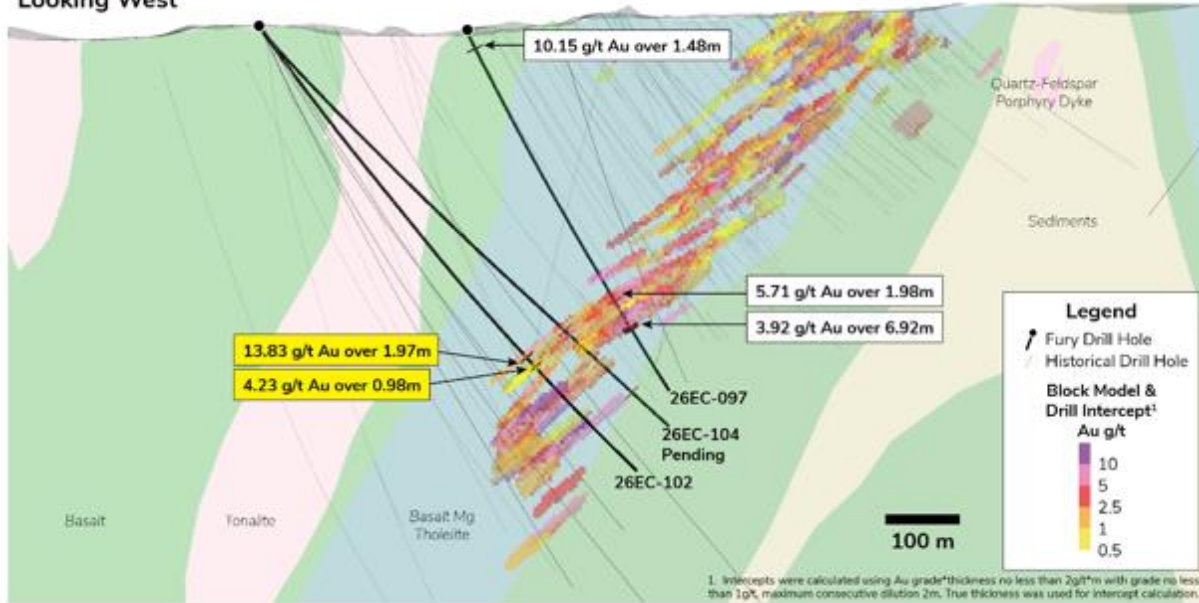 Looking West
10.15 g/t Au over 1.48m
Quartz-Feldspar
Porphyry Dyke
Sediments
5.71 g/t Au over 1.98m
3.92 g/t Au over 6.92m
13.83 g/t Au over 1.97m
4.23 g/t Au over 0.98m
26EC-097
26EC-104
Pending
26EC-102
Basalt
Tonalite
Basalt Mg
Tholeiite
100 m
Legend
Fury Drill Hole
Historical Drill Hole
Block Model &
Drill Intercept¹
Au g/t
10
5
2.5
1
0.5
1. Intercepts were calculated using Au grade*thickness no less than 2g/t*m with grade no less
than 1g/t, maximum consecutive dilution 2m. True thickness was used for intercept calculation